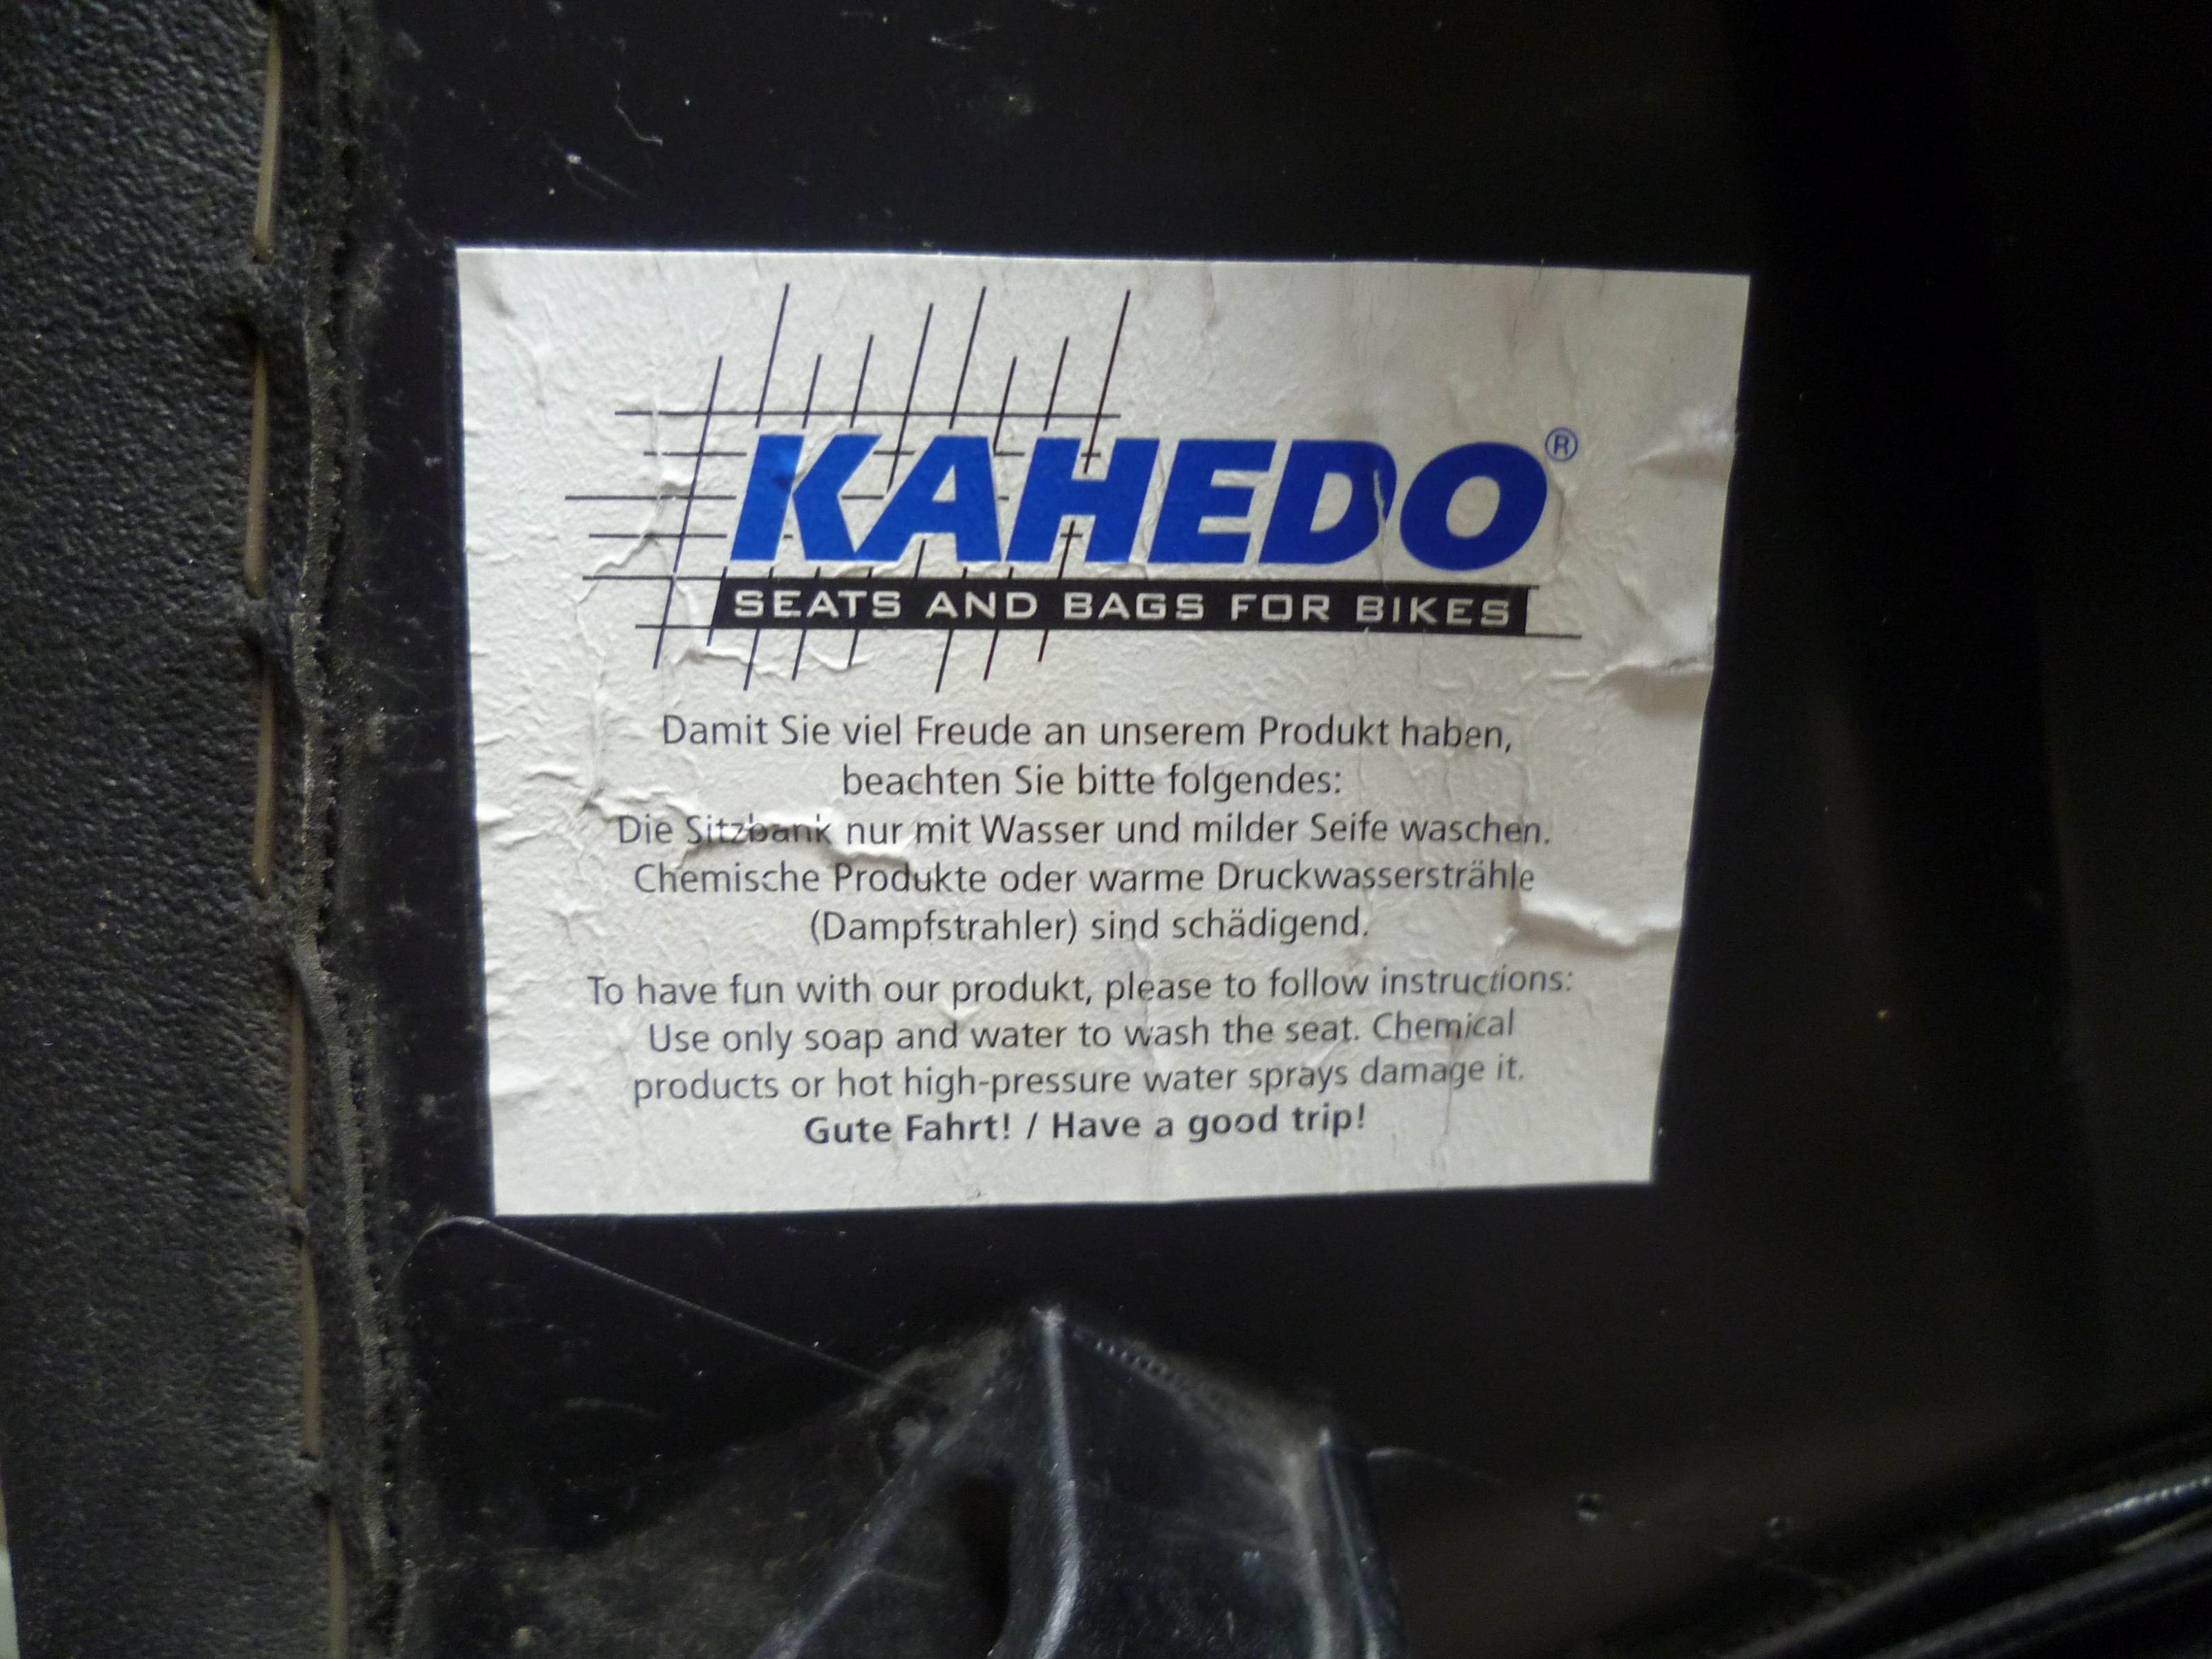 KAHEDO®
SEATS AND BAGS FOR BIKES
Damit Sie viel Freude an unserem Produkt haben,
beachten Sie bitte folgendes:
Die Sitzbank nur mit Wasser und milder Seife waschen.
Chemische Produkte oder warme Druckwassersträhle
(Dampfstrahler) sind schädigend.
To have fun with our produkt, please to follow instructions:
Use only soap and water to wash the seat. Chemical
products or hot high-pressure water sprays damage it.
Gute Fahrt! / Have a good trip!